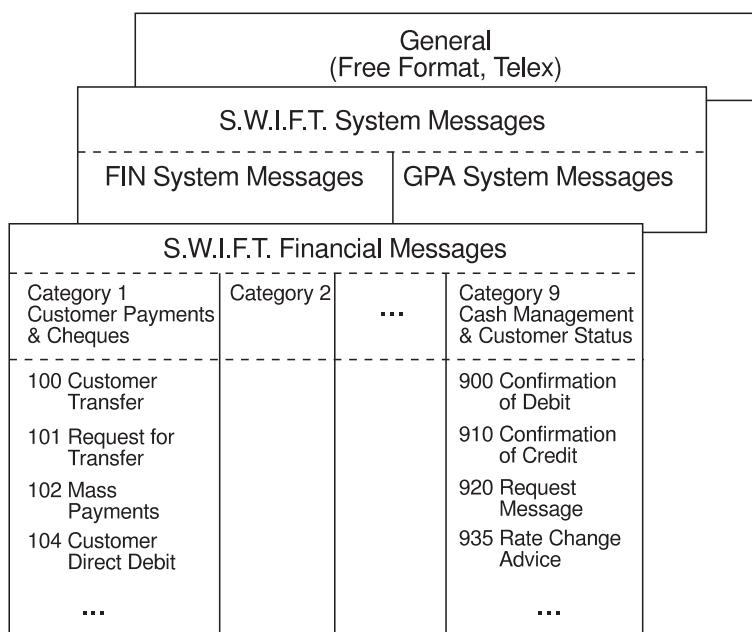 General
(Free Format, Telex)
S.W.I.F.T. System Messages
FIN System Messages
GPA System Messages
S.W.I.F.T. Financial Messages
Category 1
Customer Payments
& Cheques
Category 2
...
Category 9
Cash Management
& Customer Status
100 Customer
Transfer
101 Request for
Transfer
102 Mass
Payments
104 Customer
Direct Debit
...
900 Confirmation
of Debit
910 Confirmation
of Credit
920 Request
Message
935 Rate Change
Advice
...